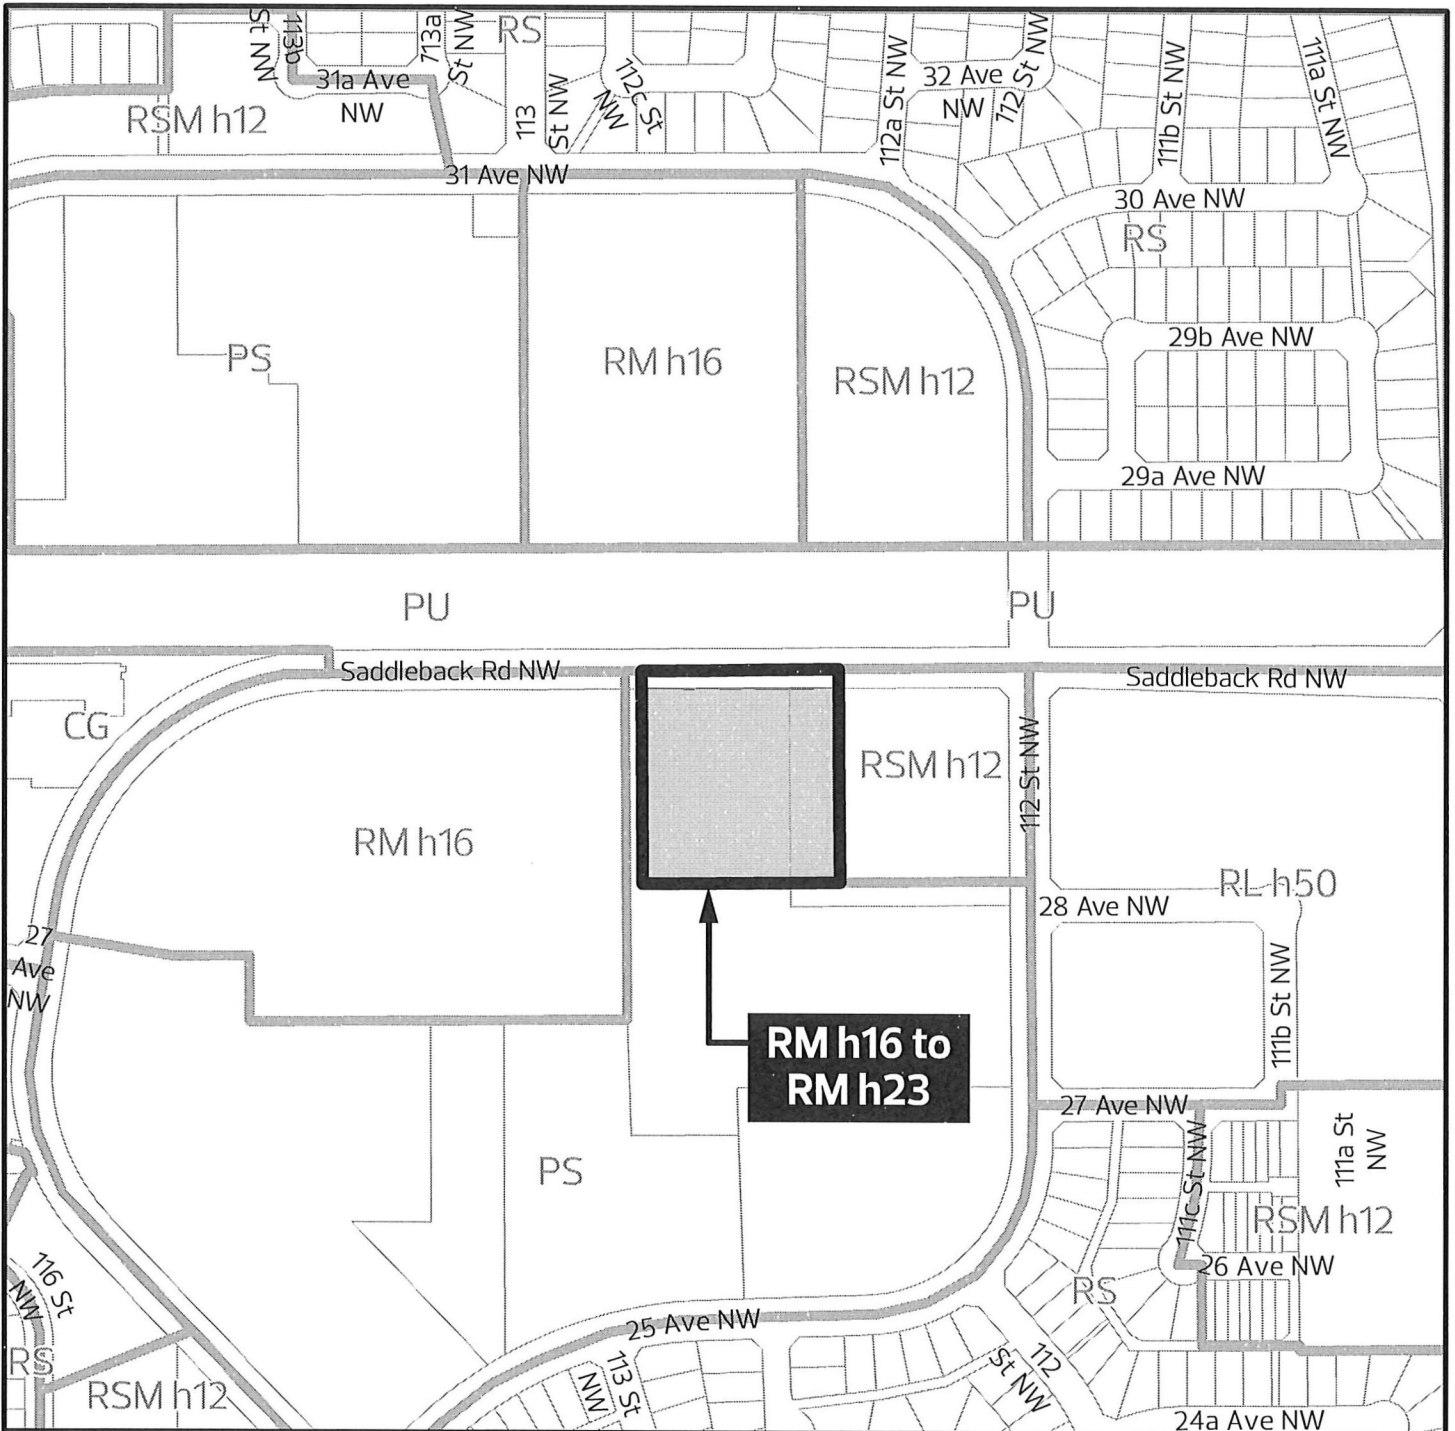 St NW
113b
713a
St NW
RS
31a Ave
NW
RSM h12
113
St NW
112c St
NW
112a St NW
32 Ave
NW
112 St NW
111b St NW
111a St NW
31 Ave NW
30 Ave NW
RS
PS
RM h16
RSM h12
29b Ave NW
29a Ave NW
PU
PU
Saddleback Rd NW
Saddleback Rd NW
CG
RSM h12
112 St NW
RM h16
RL h50
28 Ave NW
27
Ave
NW
111b St NW
RM h16 to
RM h23
27 Ave NW
111c St NW
111a St
NW
PS
RSM h12
26 Ave NW
116 St
NW
RS
25 Ave NW
RS
RSM h12
113 St
NW
112
St NW
24a Ave NW